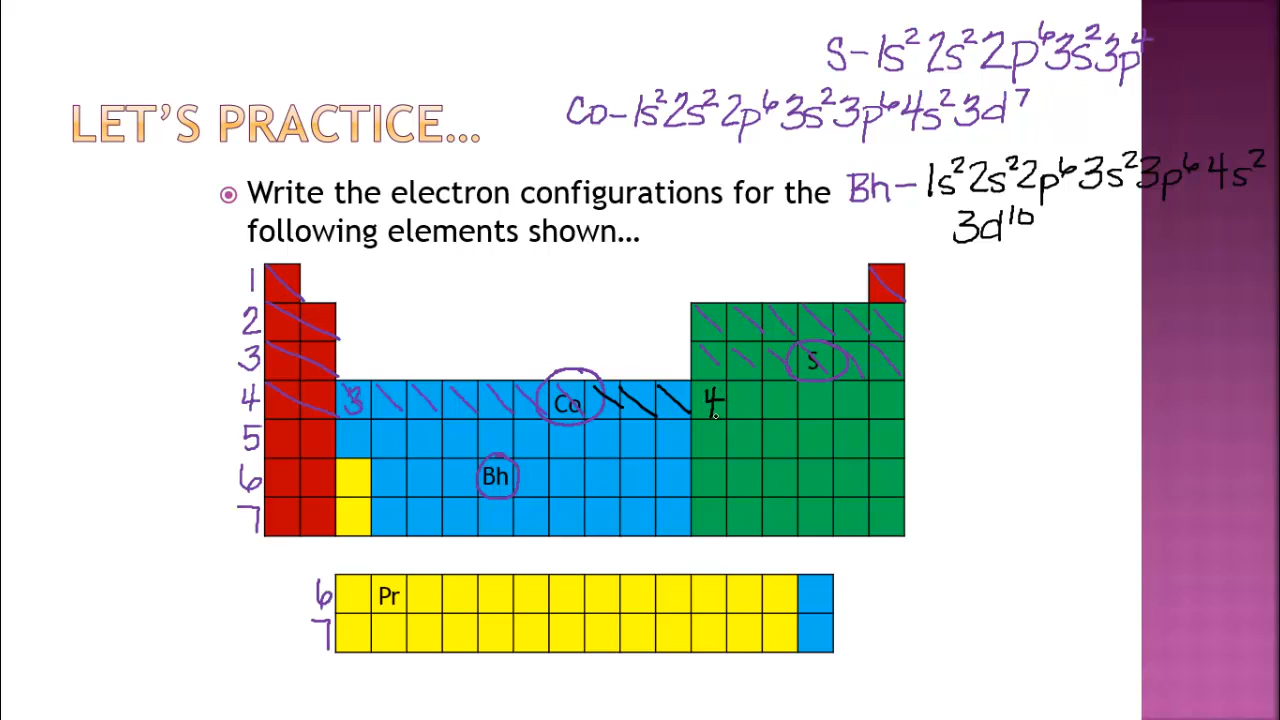 S-1s²2s²2p⁶3s²3p⁴
LET'S PRACTICE...
Co-1s²2s²2p⁶3s²3p⁶4s²3d⁷
Write the electron configurations for the
following elements shown...
Bh-1s²2s²2p⁶3s²3p⁶4s²
3d¹⁰
1
2
3 S
4 3 Co 4
5
6 Bh
7
6 Pr
7